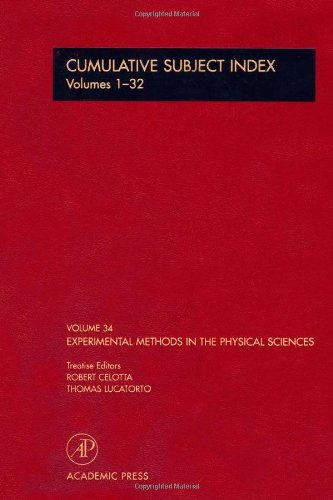 CUMULATIVE SUBJECT INDEX
Volumes 1–32
VOLUME 34
EXPERIMENTAL METHODS IN THE PHYSICAL SCIENCES
Treatise Editors
ROBERT CELOTTA
THOMAS LUCATORTO
AP
ACADEMIC PRESS